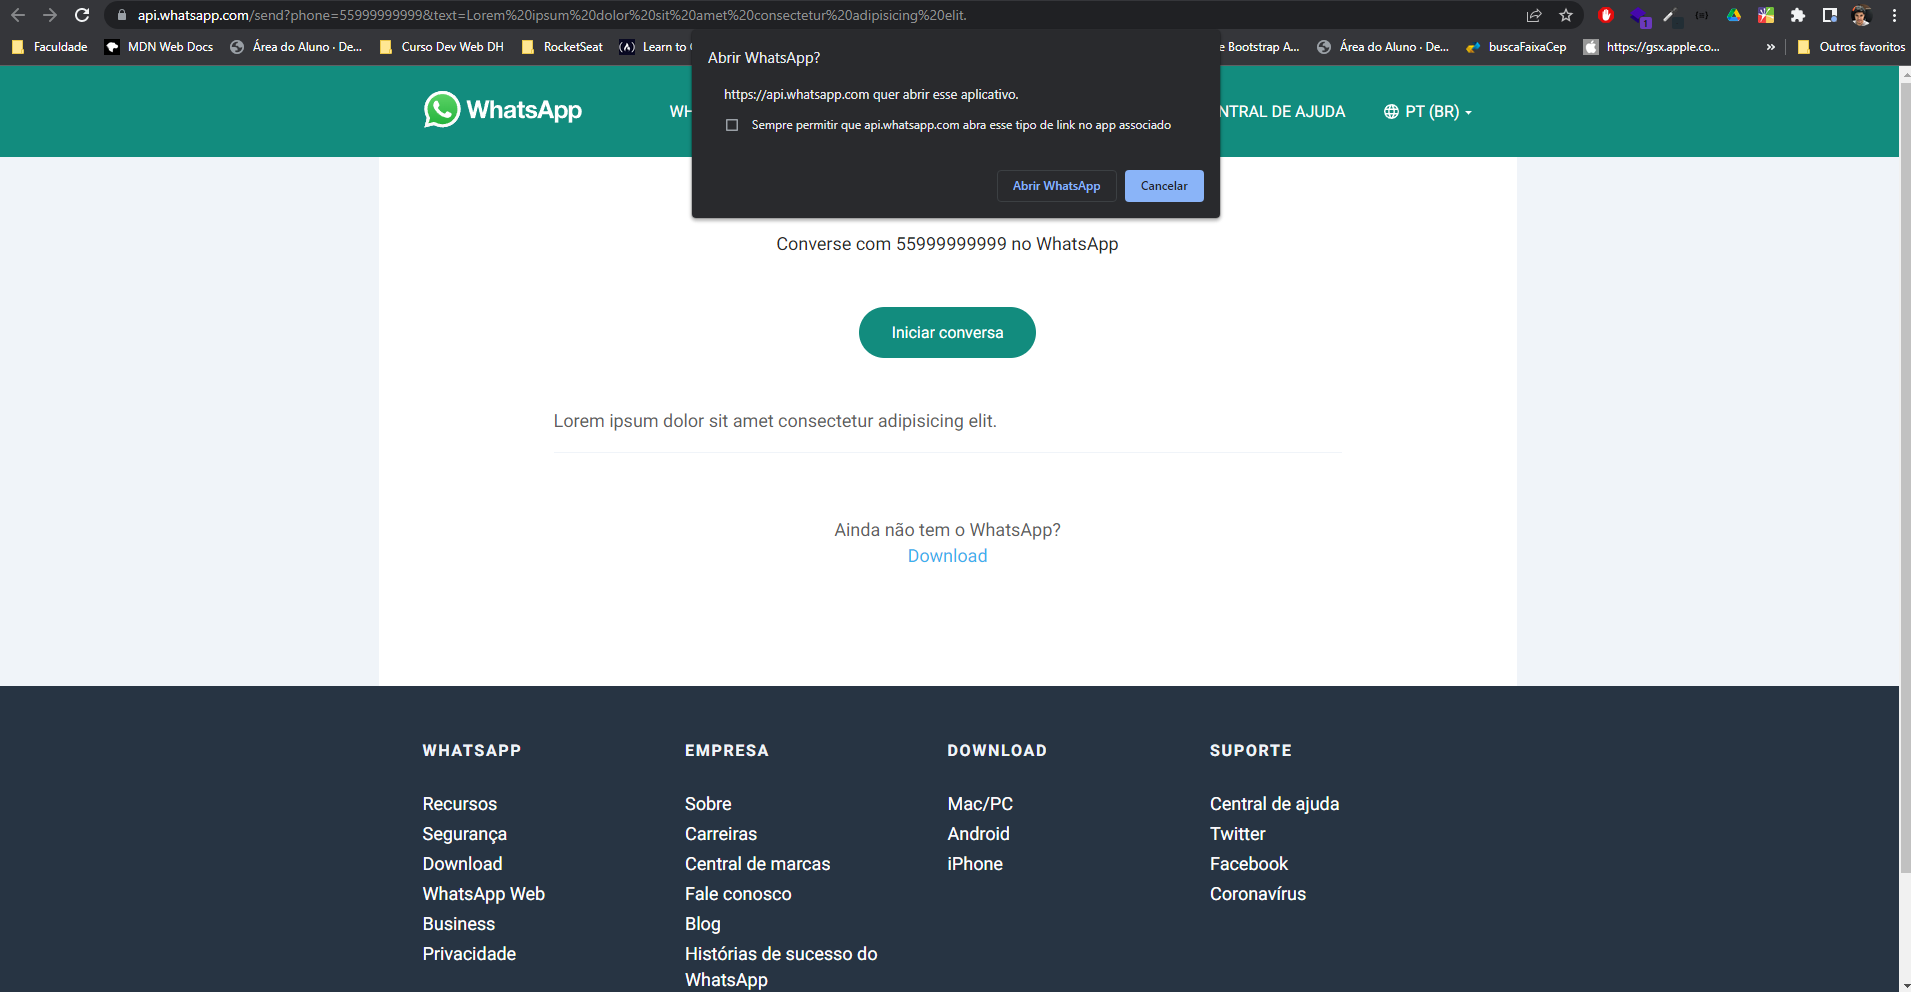 api.whatsapp.com/send?phone=55999999999&text=Lorem%20ipsum%20dolor%20sit%20amet%20consectetur%20adipisicing%20elit.
1
Faculdade MDN Web Docs Área do Aluno · De... Curso Dev Web DH RocketSeat Learn to e Bootstrap A... Área do Aluno · De... buscaFaixaCep https://gsx.apple.co... » Outros favoritos
Abrir WhatsApp?
https://api.whatsapp.com quer abrir esse aplicativo.
Sempre permitir que api.whatsapp.com abra esse tipo de link no app associado
Abrir WhatsApp Cancelar
WhatsApp WH NTRAL DE AJUDA PT (BR)
Converse com 55999999999 no WhatsApp
Iniciar conversa
Lorem ipsum dolor sit amet consectetur adipisicing elit.
Ainda não tem o WhatsApp?
Download
WHATSAPP
Recursos
Segurança
Download
WhatsApp Web
Business
Privacidade
EMPRESA
Sobre
Carreiras
Central de marcas
Fale conosco
Blog
Histórias de sucesso do
WhatsApp
DOWNLOAD
Mac/PC
Android
iPhone
SUPORTE
Central de ajuda
Twitter
Facebook
Coronavírus